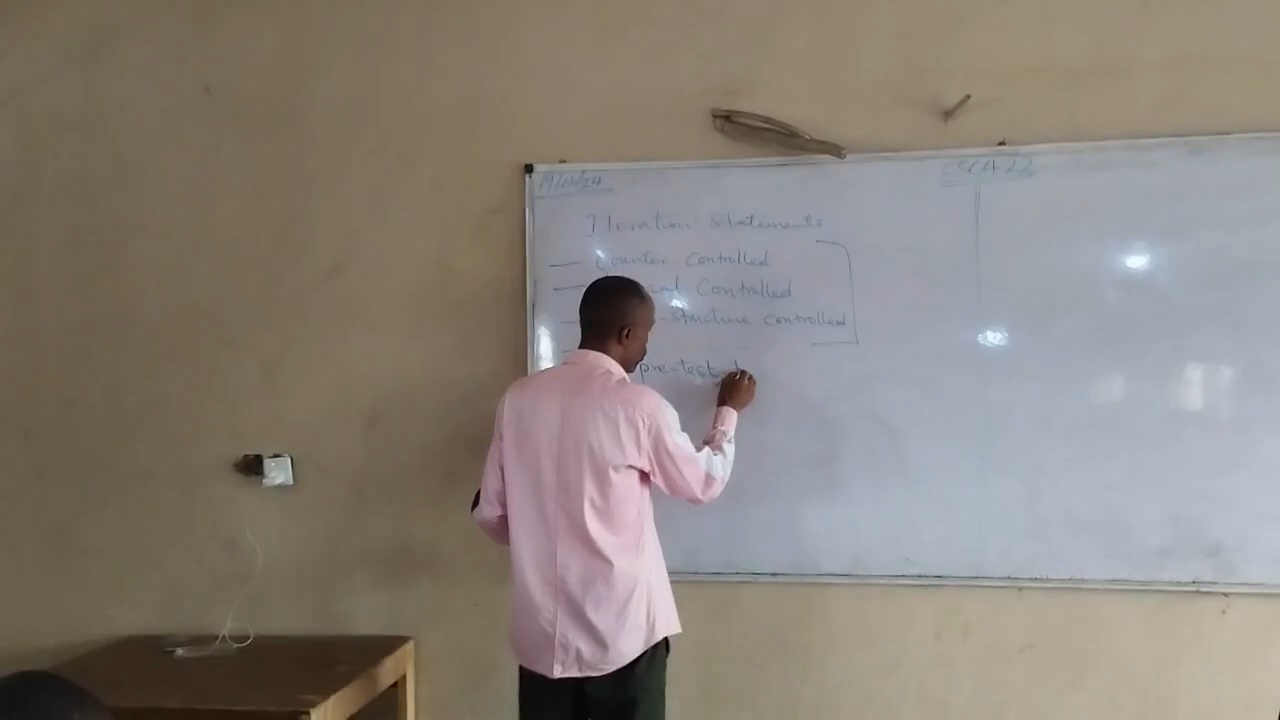 CSC422
Iteration Statements
— Counter Controlled
— Controlled
— -structure controlled
pre-test